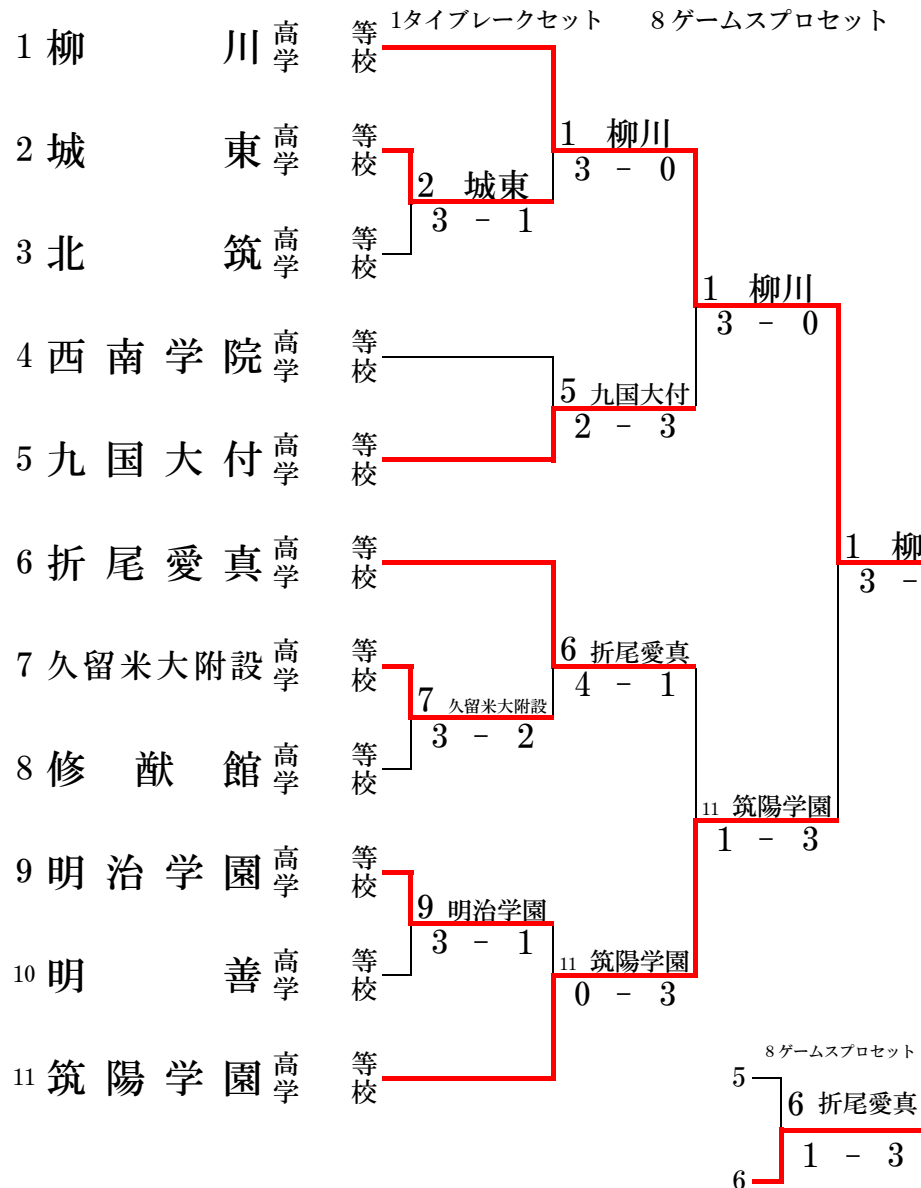 1タイブレークセット 8ゲームスプロセット
1 柳川高等学校
1 柳川
3 - 0
2 城東高等学校
2 城東
3 - 1
3 北筑高等学校
1 柳川
3 - 0
4 西南学院高等学校
5 九国大付
2 - 3
5 九国大付高等学校
6 折尾愛真高等学校
1 柳
3 -
7 久留米大附設高等学校
6 折尾愛真
4 - 1
7 久留米大附設
3 - 2
8 修猷館高等学校
11 筑陽学園
1 - 3
9 明治学園高等学校
9 明治学園
3 - 1
10 明善高等学校
11 筑陽学園
0 - 3
11 筑陽学園高等学校
8ゲームスプロセット
5
6 折尾愛真
1 - 3
6